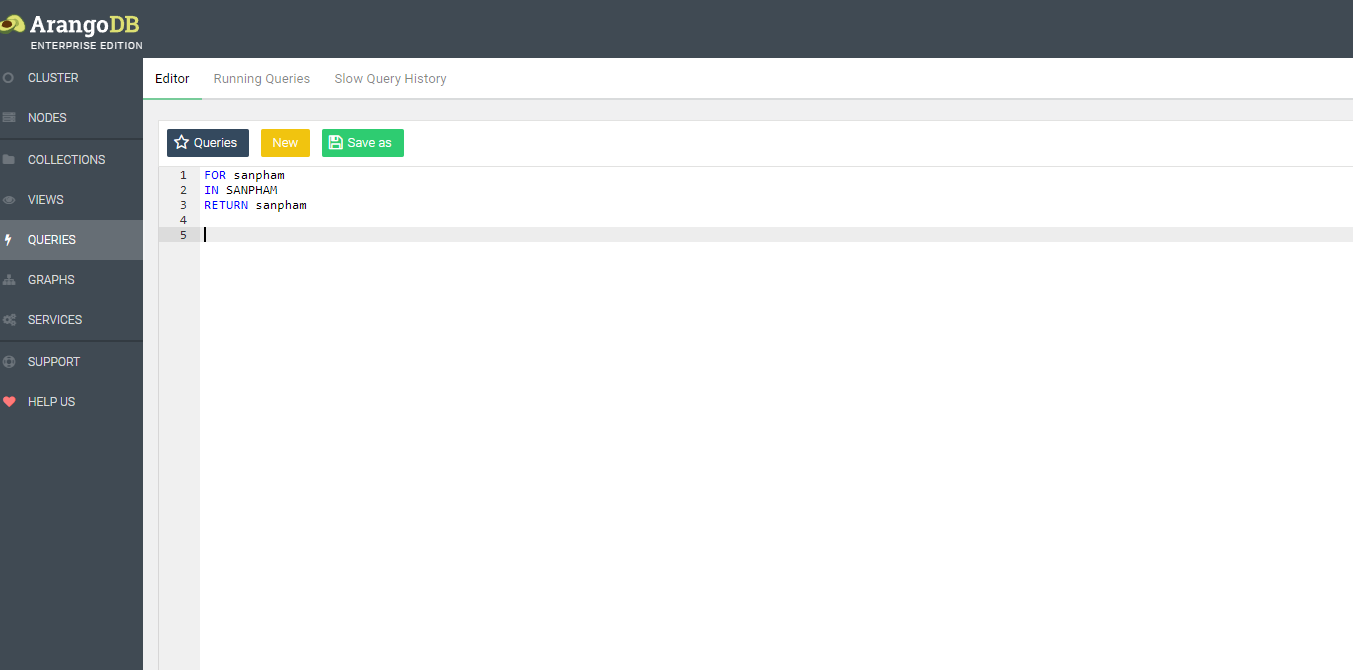 ArangoDB
ENTERPRISE EDITION
CLUSTER
NODES
COLLECTIONS
VIEWS
QUERIES
GRAPHS
SERVICES
SUPPORT
HELP US
Editor Running Queries Slow Query History
Queries New Save as
1 FOR sanpham
2 IN SANPHAM
3 RETURN sanpham
4
5